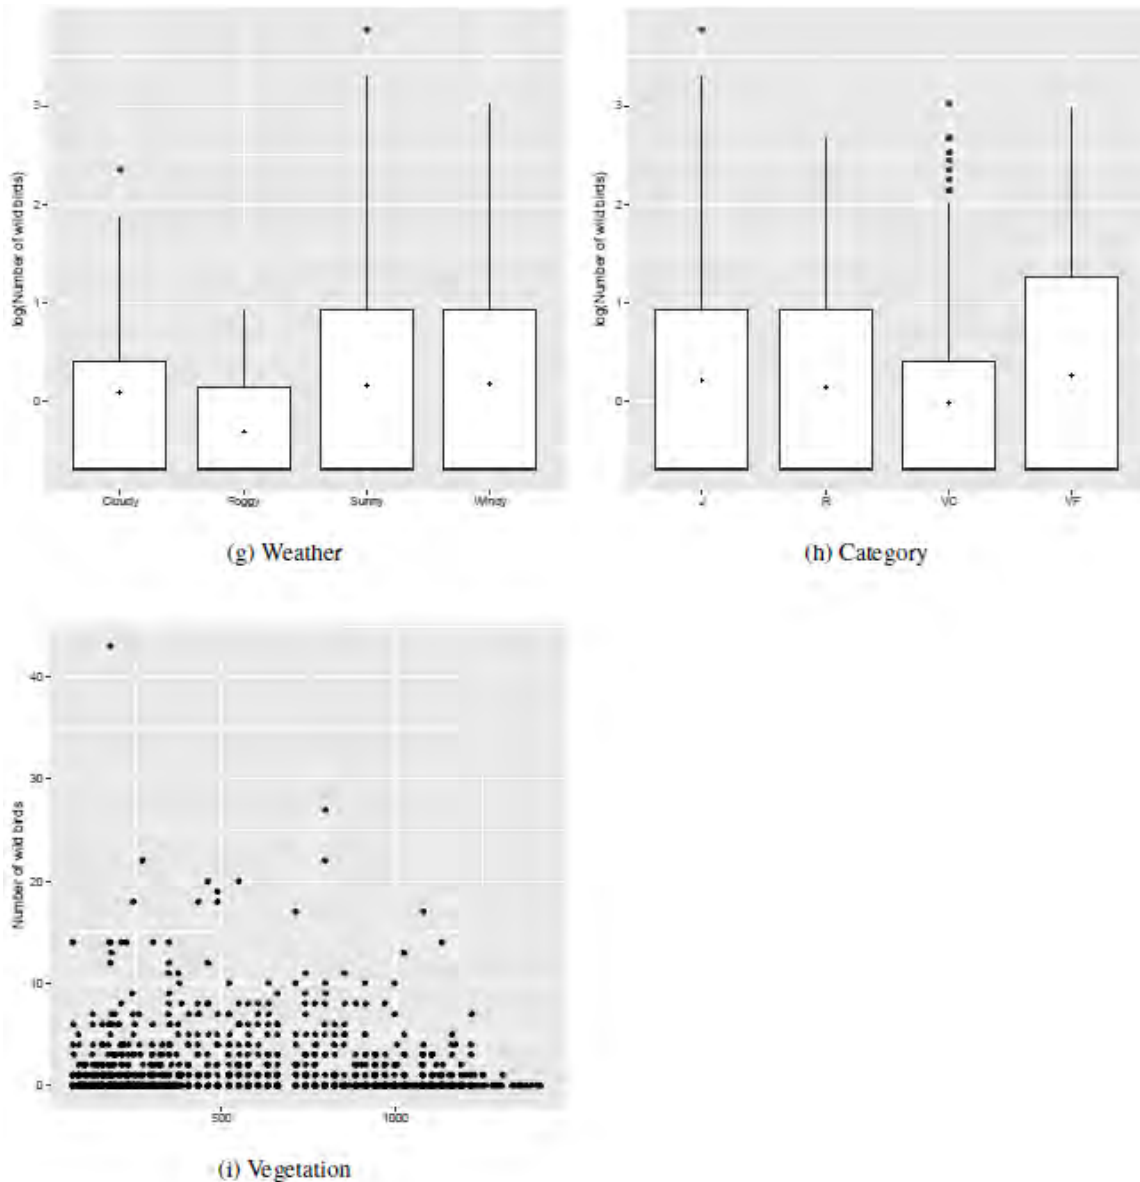 log(Number of wild birds)
3
2
1
0
Cloudy
Foggy
Sunny
Windy
(g) Weather
log(Number of wild birds)
3
2
1
0
J
R
VC
VF
(h) Category
Number of wild birds
40
30
20
10
0
500
1000
(i) Vegetation